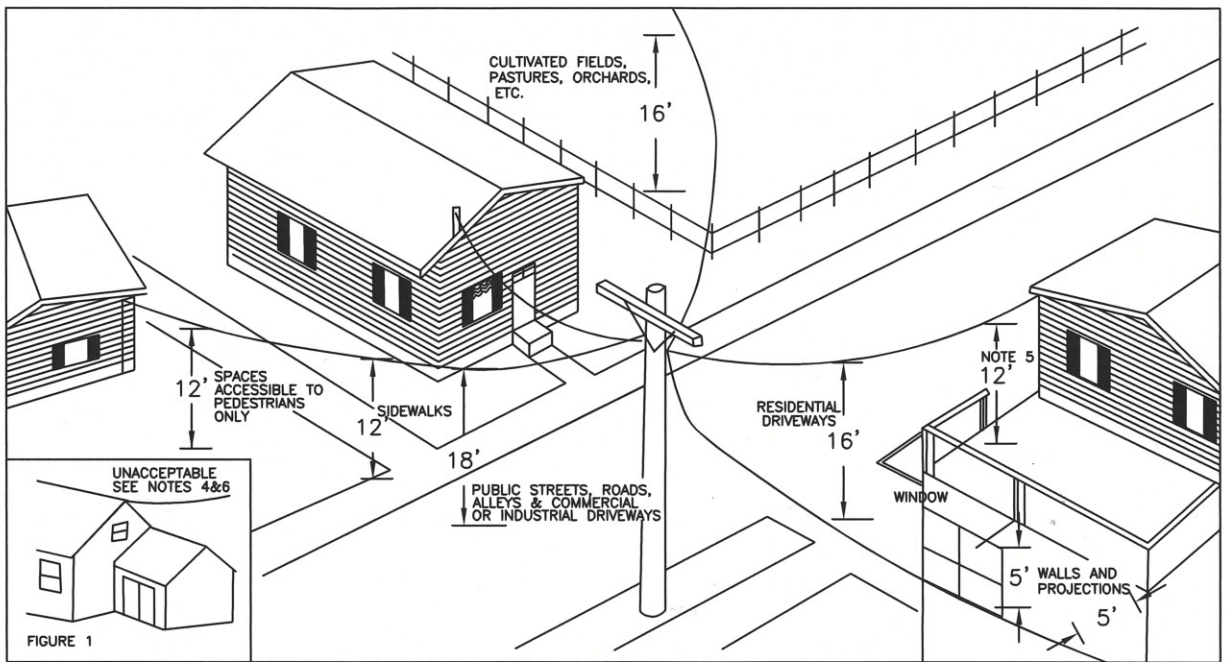 CULTIVATED FIELDS,
PASTURES, ORCHARDS,
ETC.
16'
12'
SPACES
ACCESSIBLE TO
PEDESTRIANS
ONLY
SIDEWALKS
12'
18'
PUBLIC STREETS, ROADS,
ALLEYS & COMMERCIAL
OR INDUSTRIAL DRIVEWAYS
RESIDENTIAL
DRIVEWAYS
16'
NOTE 5
12'
WINDOW
5'
WALLS AND
PROJECTIONS
5'
UNACCEPTABLE
SEE NOTES 4&6
FIGURE 1